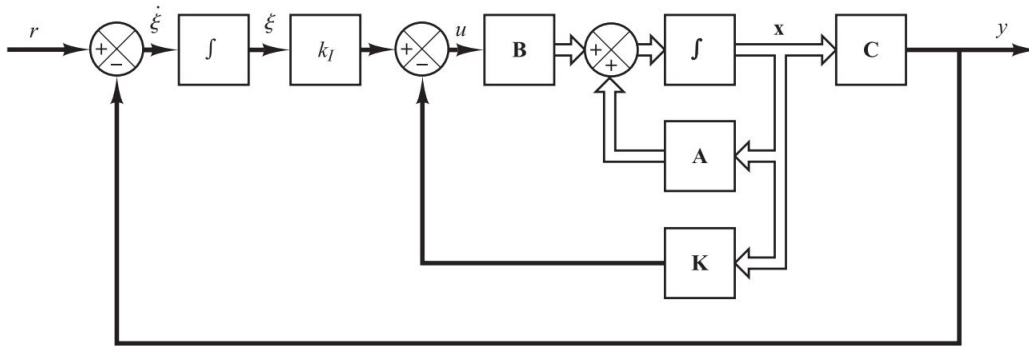 r + − ξ̇ ∫ ξ k_I + − u B + + ∫ x C y
A
K